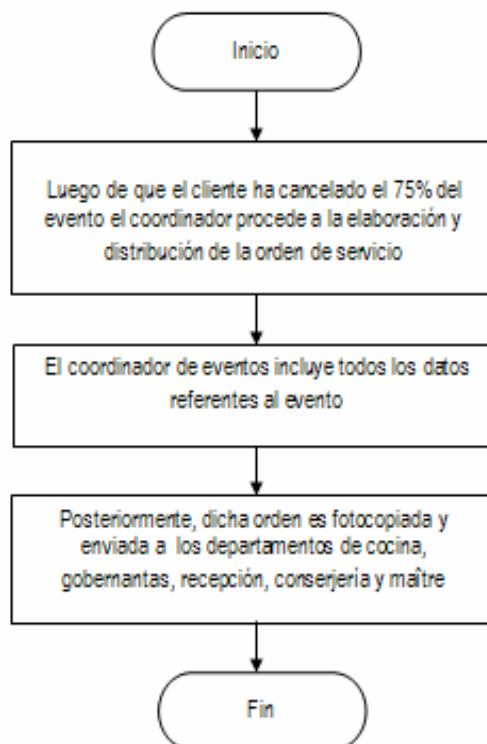 Inicio
Luego de que el cliente ha cancelado el 75% del
evento el coordinador procede a la elaboración y
distribución de la orden de servicio
El coordinador de eventos incluye todos los datos
referentes al evento
Posteriormente, dicha orden es fotocopiada y
enviada a los departamentos de cocina,
gobernantas, recepción, conserjería y maître
Fin